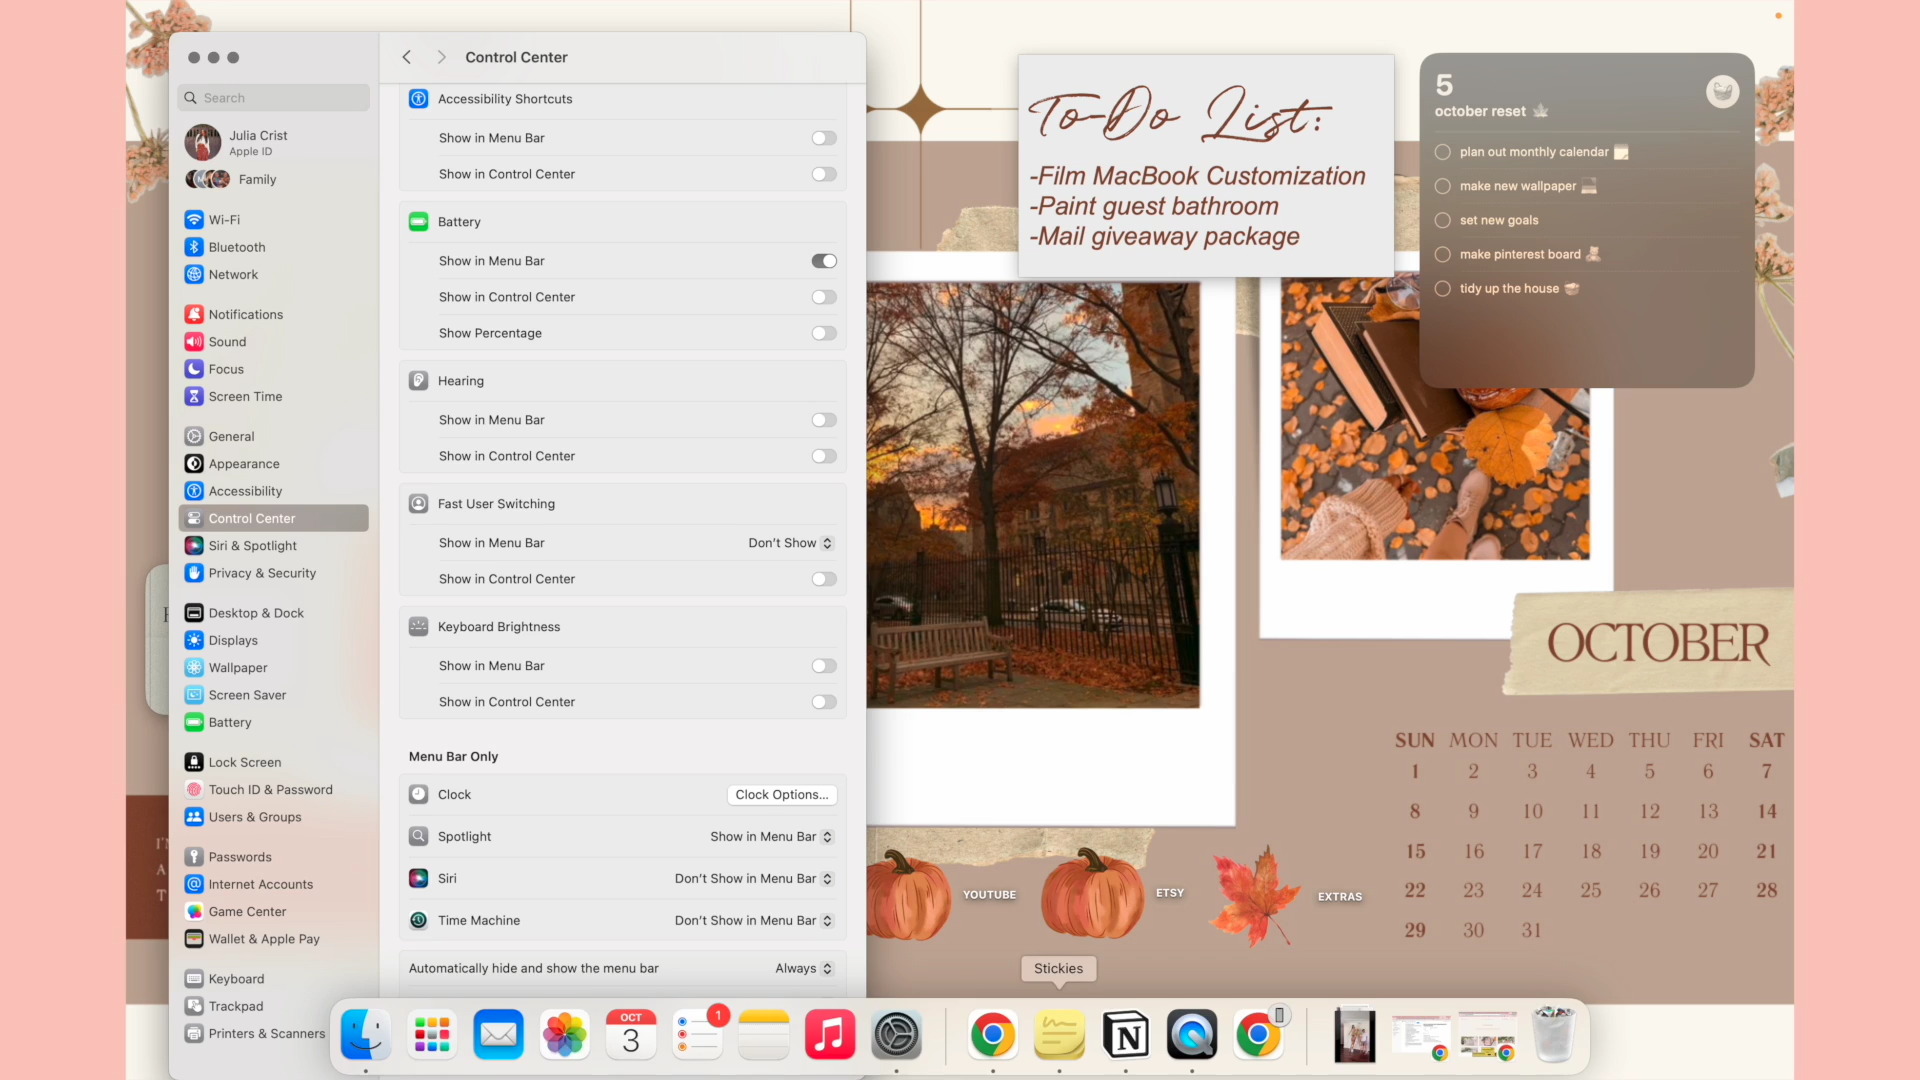 Control Center
Search
Julia Crist
Apple ID
Family
Wi-Fi
Bluetooth
Network
Notifications
Sound
Focus
Screen Time
General
Appearance
Accessibility
Control Center
Siri & Spotlight
Privacy & Security
Desktop & Dock
Displays
Wallpaper
Screen Saver
Battery
Lock Screen
Touch ID & Password
Users & Groups
Passwords
Internet Accounts
Game Center
Wallet & Apple Pay
Keyboard
Trackpad
Printers & Scanners
Accessibility Shortcuts
Show in Menu Bar
Show in Control Center
Battery
Show in Menu Bar
Show in Control Center
Show Percentage
Hearing
Show in Menu Bar
Show in Control Center
Fast User Switching
Show in Menu Bar Don't Show
Show in Control Center
Keyboard Brightness
Show in Menu Bar
Show in Control Center
Menu Bar Only
Clock Clock Options...
Spotlight Show in Menu Bar
Siri Don't Show in Menu Bar
Time Machine Don't Show in Menu Bar
Automatically hide and show the menu bar Always
To-Do List:
-Film MacBook Customization
-Paint guest bathroom
-Mail giveaway package
5
october reset
plan out monthly calendar
make new wallpaper
set new goals
make pinterest board
tidy up the house
OCTOBER
SUN MON TUE WED THU FRI SAT
1 2 3 4 5 6 7
8 9 10 11 12 13 14
15 16 17 18 19 20 21
22 23 24 25 26 27 28
29 30 31
YOUTUBE
ETSY
EXTRAS
Stickies
OCT
3
1